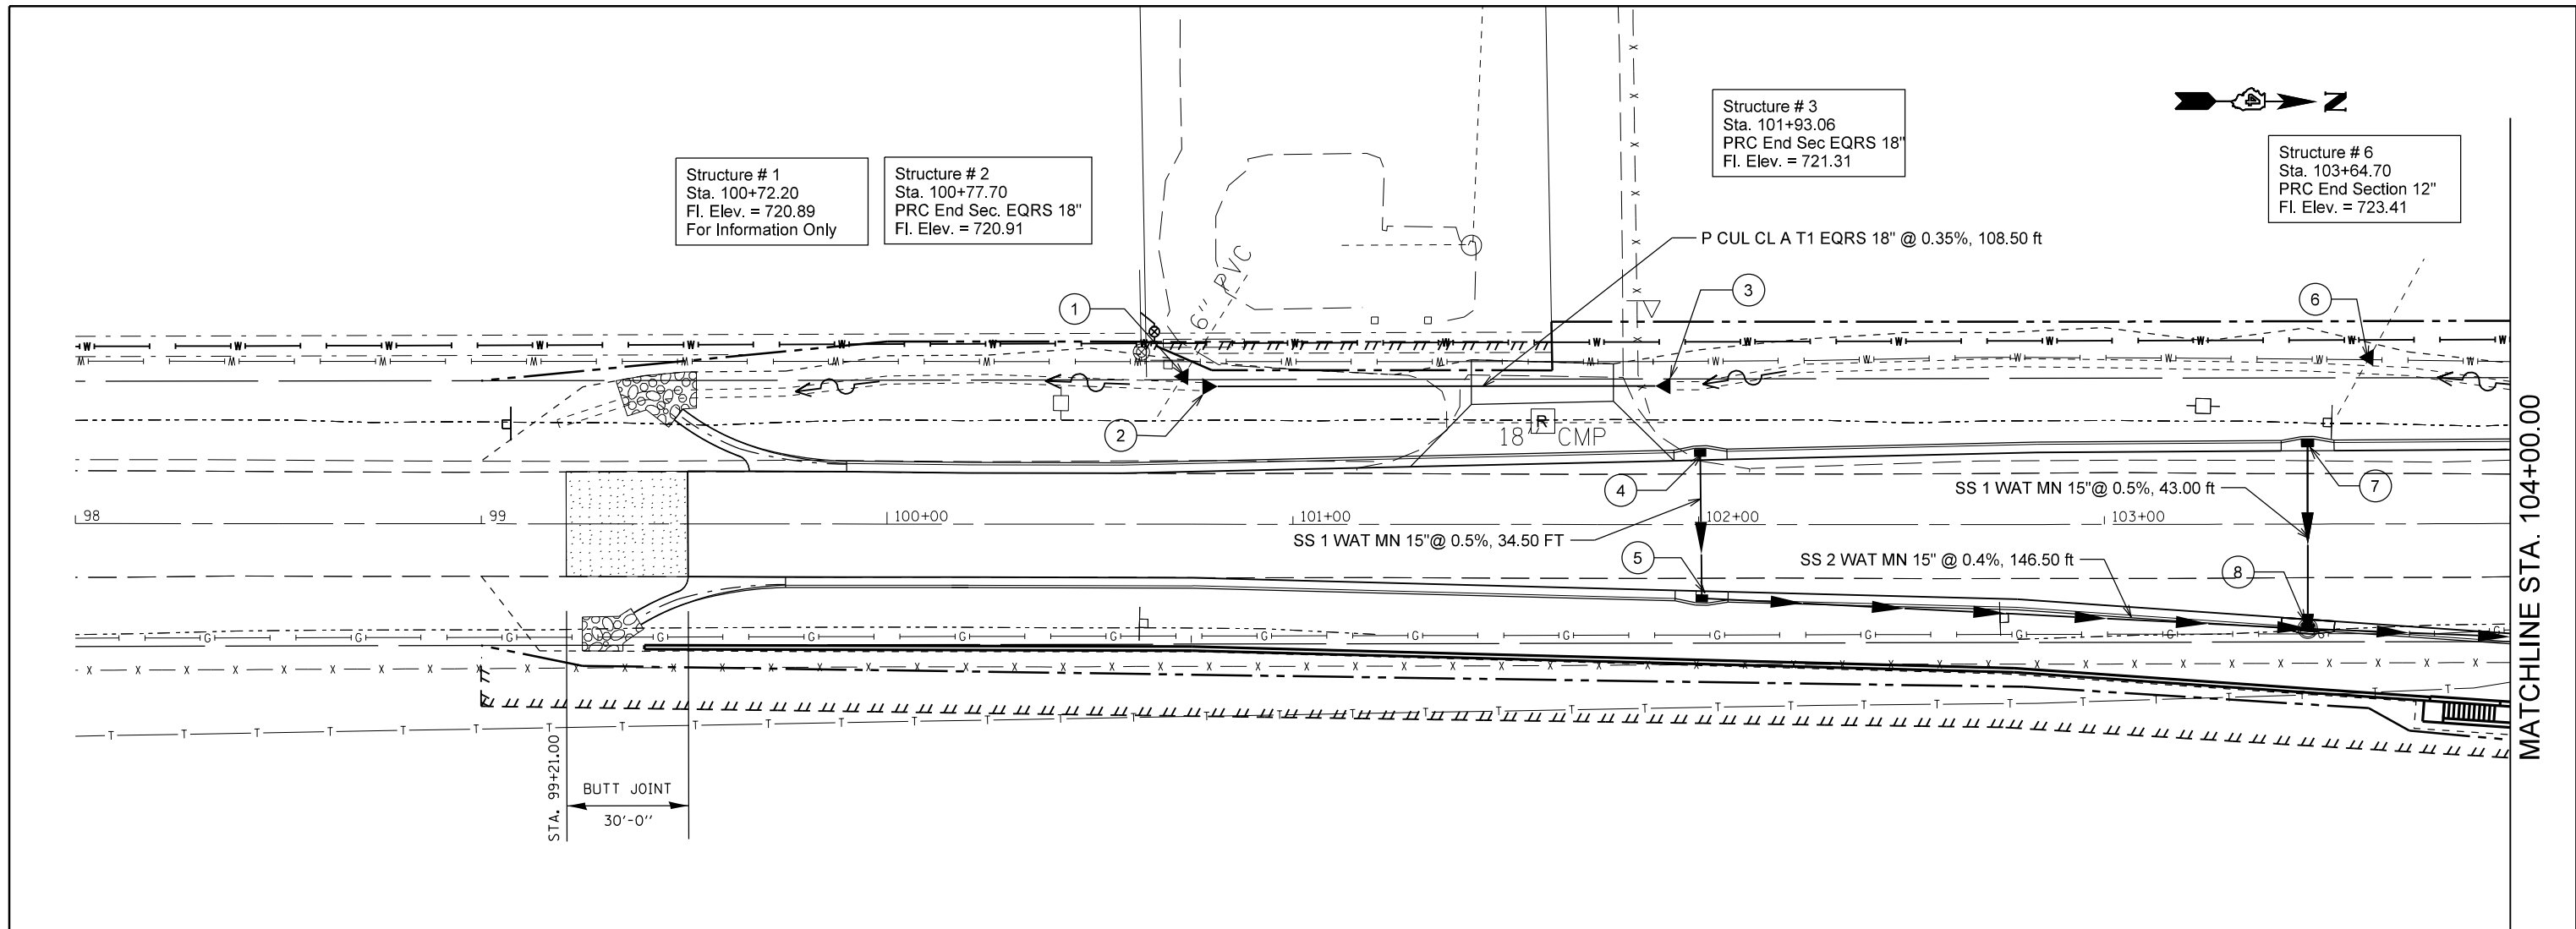 Structure # 1
Sta. 100+72.20
Fl. Elev. = 720.89
For Information Only
Structure # 2
Sta. 100+77.70
PRC End Sec. EQRS 18"
Fl. Elev. = 720.91
Structure # 3
Sta. 101+93.06
PRC End Sec EQRS 18"
Fl. Elev. = 721.31
Structure # 6
Sta. 103+64.70
PRC End Section 12"
Fl. Elev. = 723.41
N
P CUL CL A T1 EQRS 18" @ 0.35%, 108.50 ft
6" PVC
1
2
3
6
18" CMP
R
4
7
SS 1 WAT MN 15"@ 0.5%, 43.00 ft
98
99
100+00
101+00
102+00
103+00
SS 1 WAT MN 15"@ 0.5%, 34.50 FT
5
SS 2 WAT MN 15" @ 0.4%, 146.50 ft
8
STA. 99+21.00
BUTT JOINT
30'-0"
MATCHLINE STA. 104+00.00